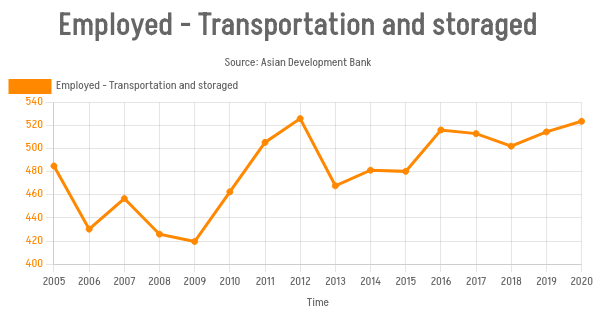 Employed - Transportation and storaged
Source: Asian Development Bank
Employed - Transportation and storaged
540
520
500
480
460
440
420
400
2005 2006 2007 2008 2009 2010 2011 2012 2013 2014 2015 2016 2017 2018 2019 2020
Time